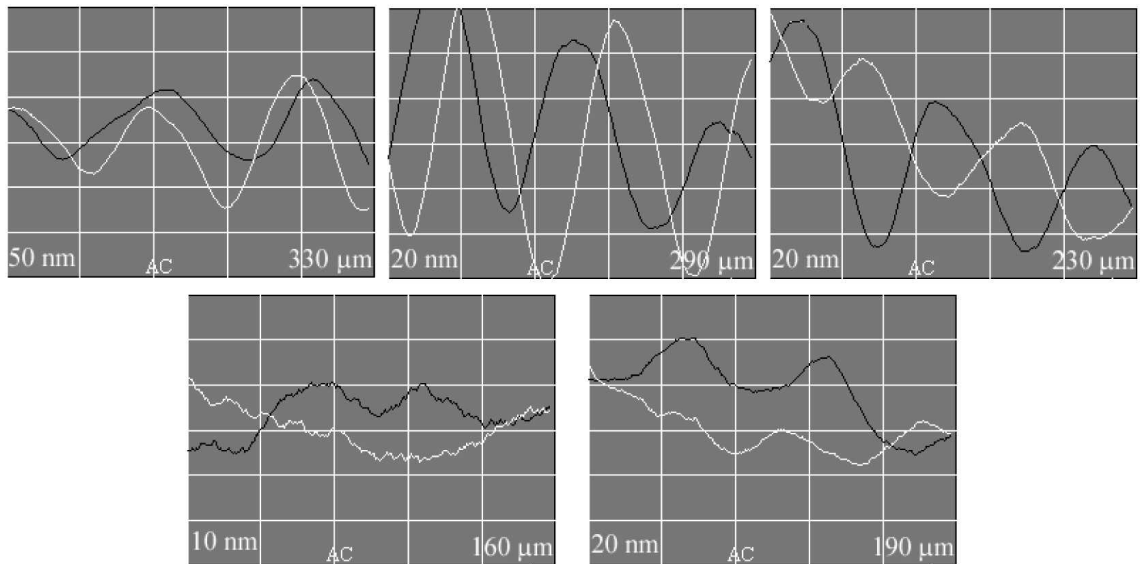 50 nm AC 330 μm
20 nm AC 290 μm
20 nm AC 230 μm
10 nm AC 160 μm
20 nm AC 190 μm